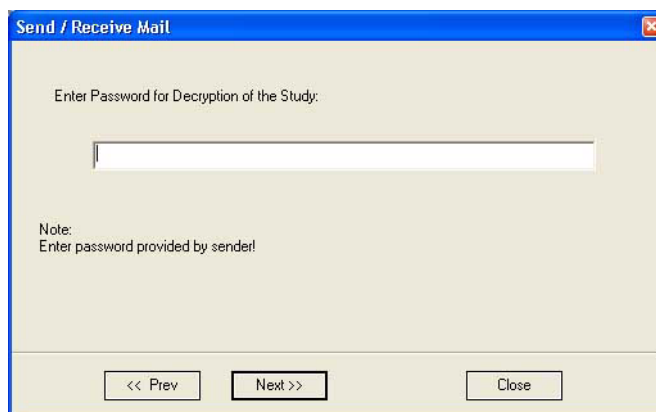 Send / Receive Mail
Enter Password for Decryption of the Study:
Note:
Enter password provided by sender!
<< Prev
Next >>
Close